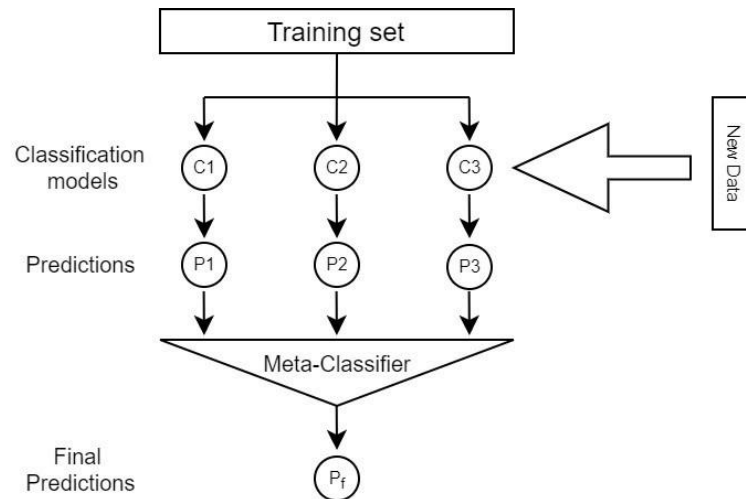 Training set
Classification
models
C1
C2
C3
New Data
Predictions
P1
P2
P3
Meta-Classifier
Final
Predictions
Pf